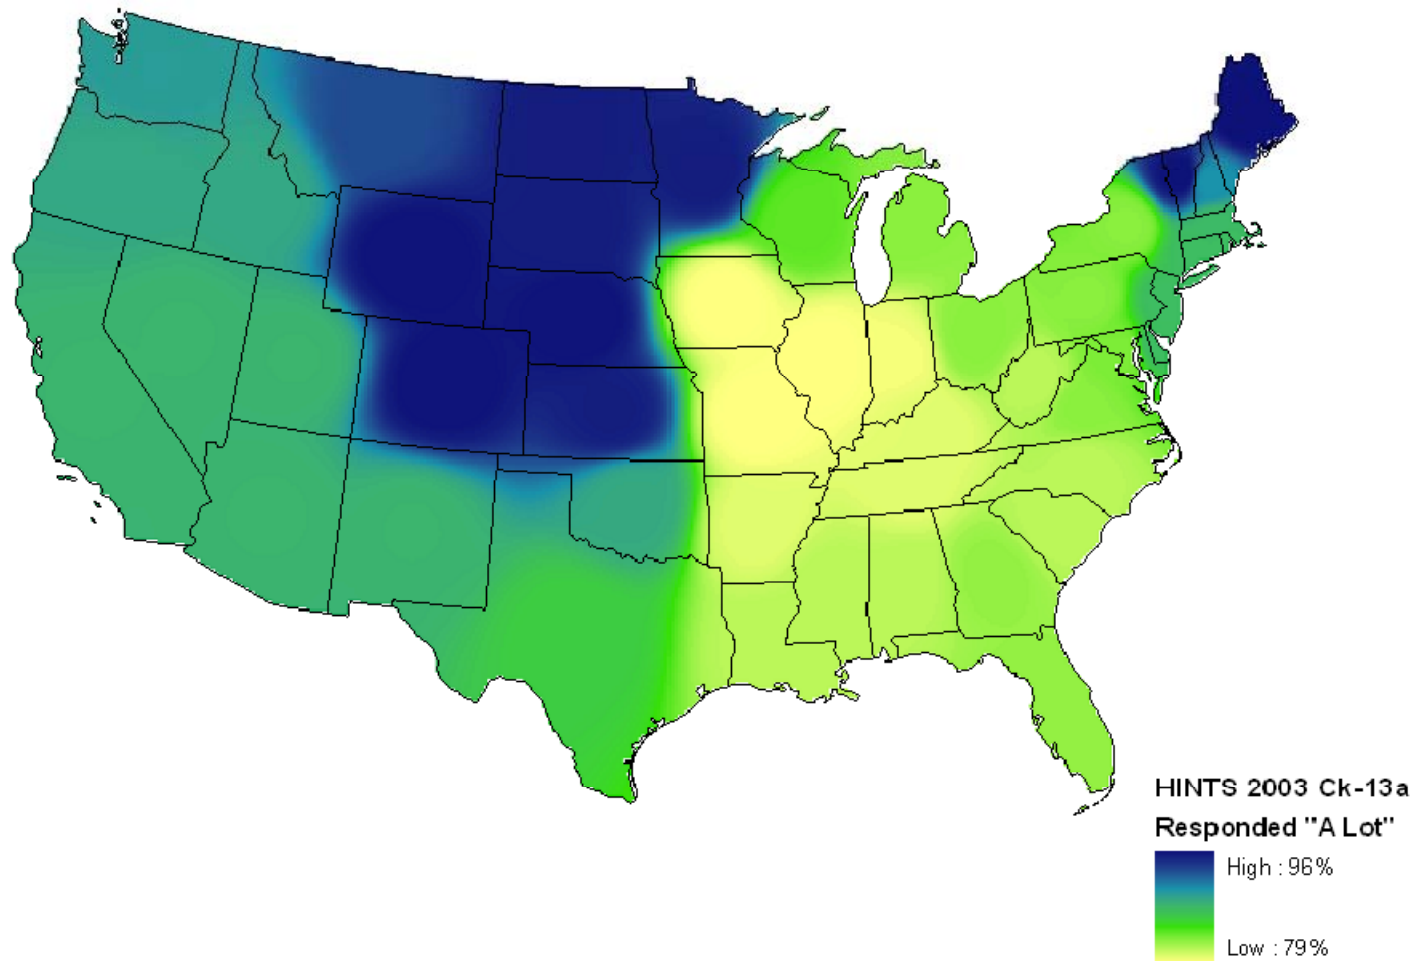 HINTS 2003 Ck-13a
Responded "A Lot"
High : 96%
Low : 79%